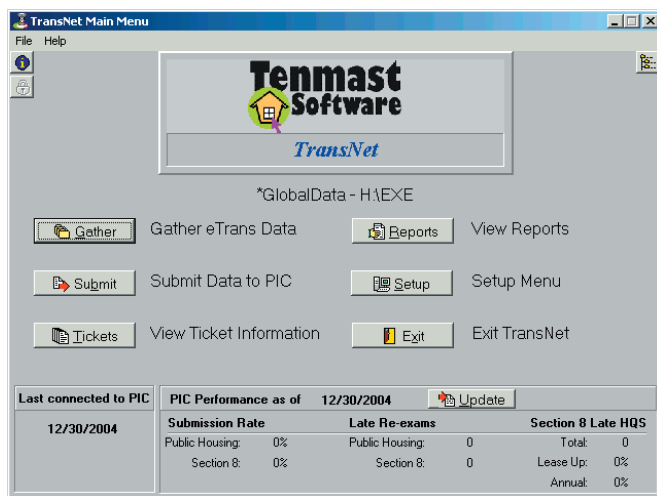 TransNet Main Menu
File Help
Tenmast
Software
TransNet
*GlobalData - H:\EXE
Gather Gather eTrans Data Reports View Reports
Submit Submit Data to PIC Setup Setup Menu
Tickets View Ticket Information Exit Exit TransNet
Last connected to PIC PIC Performance as of 12/30/2004 Update
12/30/2004 Submission Rate Late Re-exams Section 8 Late HQS
Public Housing: 0% Public Housing: 0 Total: 0
Section 8: 0% Section 8: 0 Lease Up: 0%
Annual: 0%